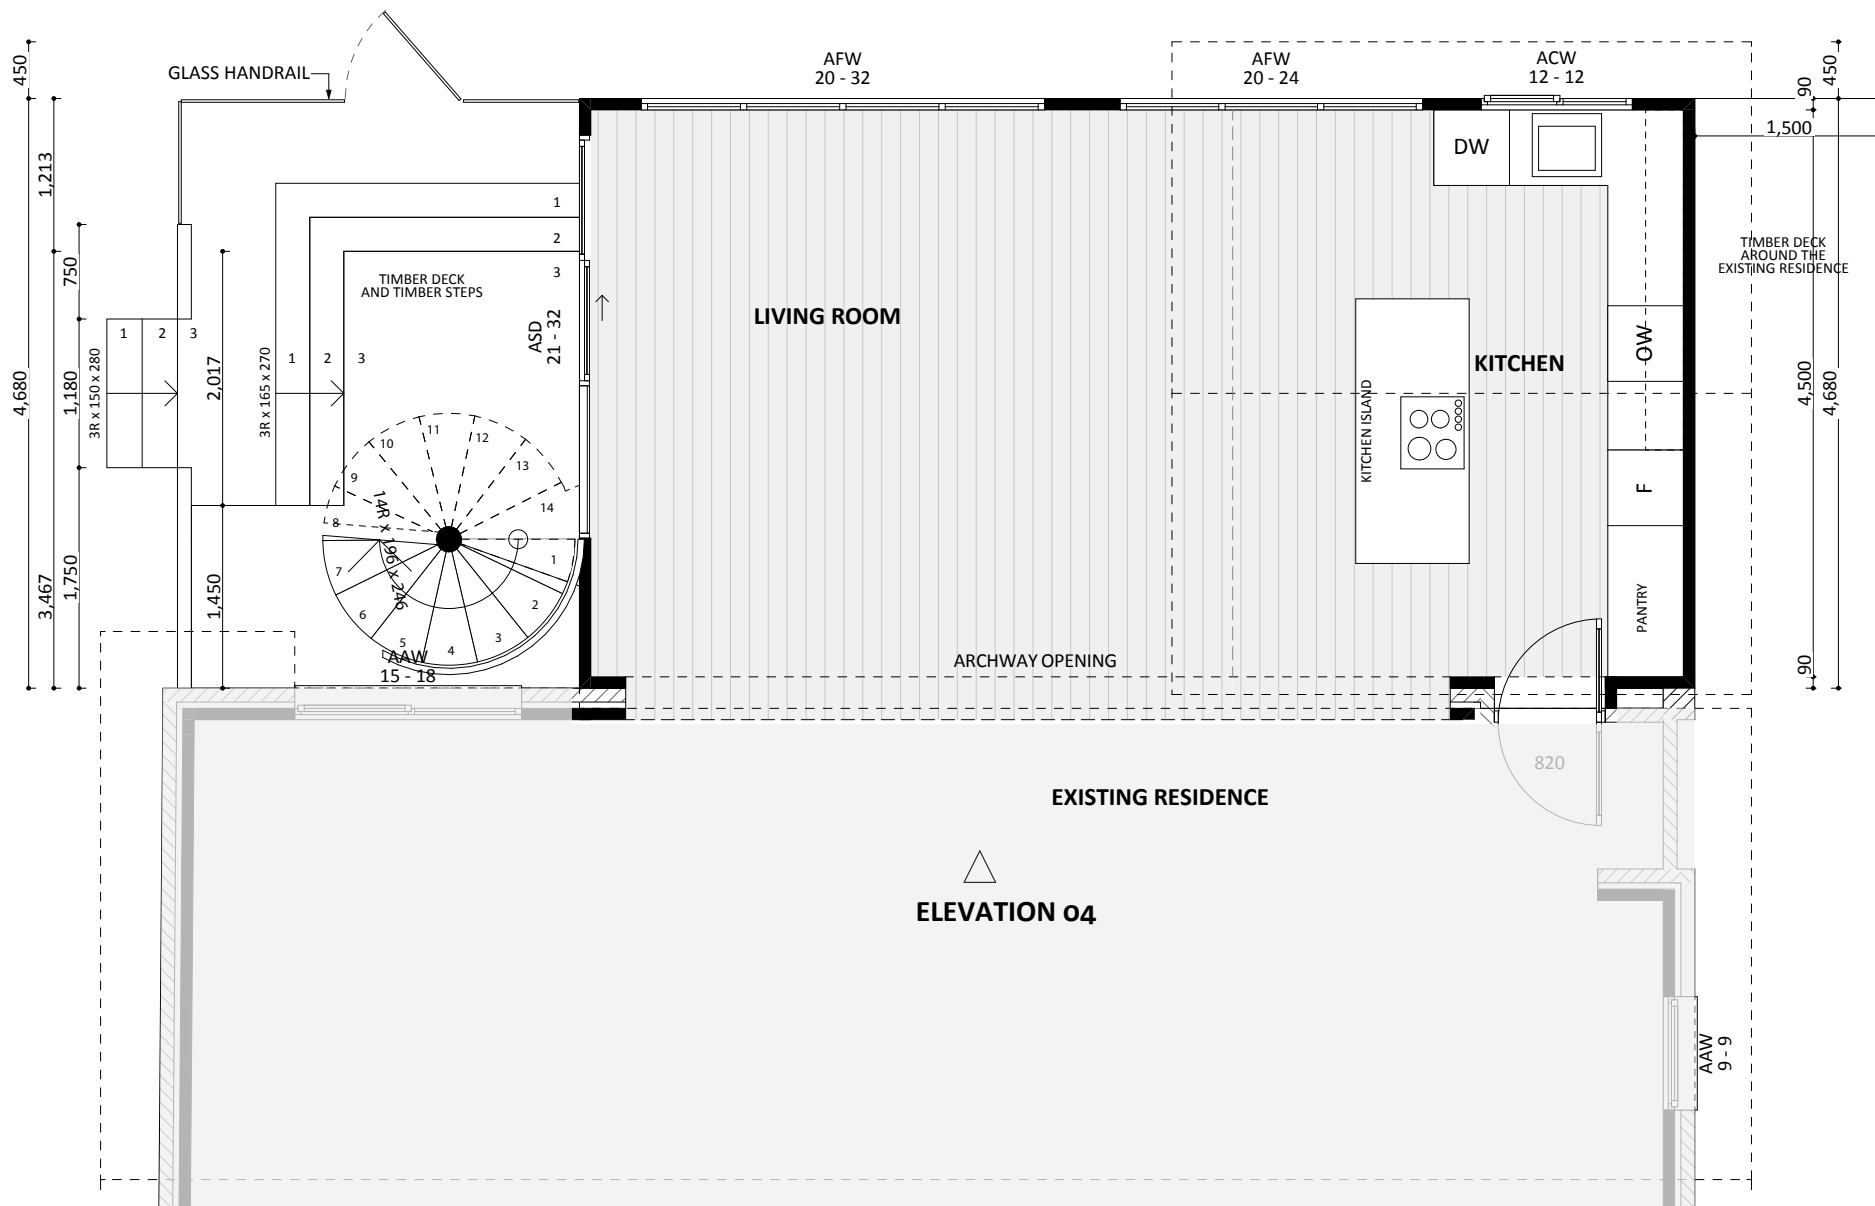 AFW
20 - 32
AFW
20 - 24
ACW
12 - 12
GLASS HANDRAIL
450
450
90
1,500
DW
1,213
1
2
3
TIMBER DECK
AND TIMBER STEPS
TIMBER DECK
AROUND THE
EXISTING RESIDENCE
750
ASD
21 - 32
LIVING ROOM
KITCHEN
OW
1 2 3
1 2 3
3R x 150 x 280
3R x 165 x 270
4,680
1,180
2,017
4,500
4,680
KITCHEN ISLAND
F
PANTRY
1
2
3
4
5
6
7
8
9
10
11
12
13
14
14R x 196 x 246
3,467
1,750
1,450
AAW
15 - 18
ARCHWAY OPENING
90
820
EXISTING RESIDENCE
ELEVATION 04
AAW
9 - 9